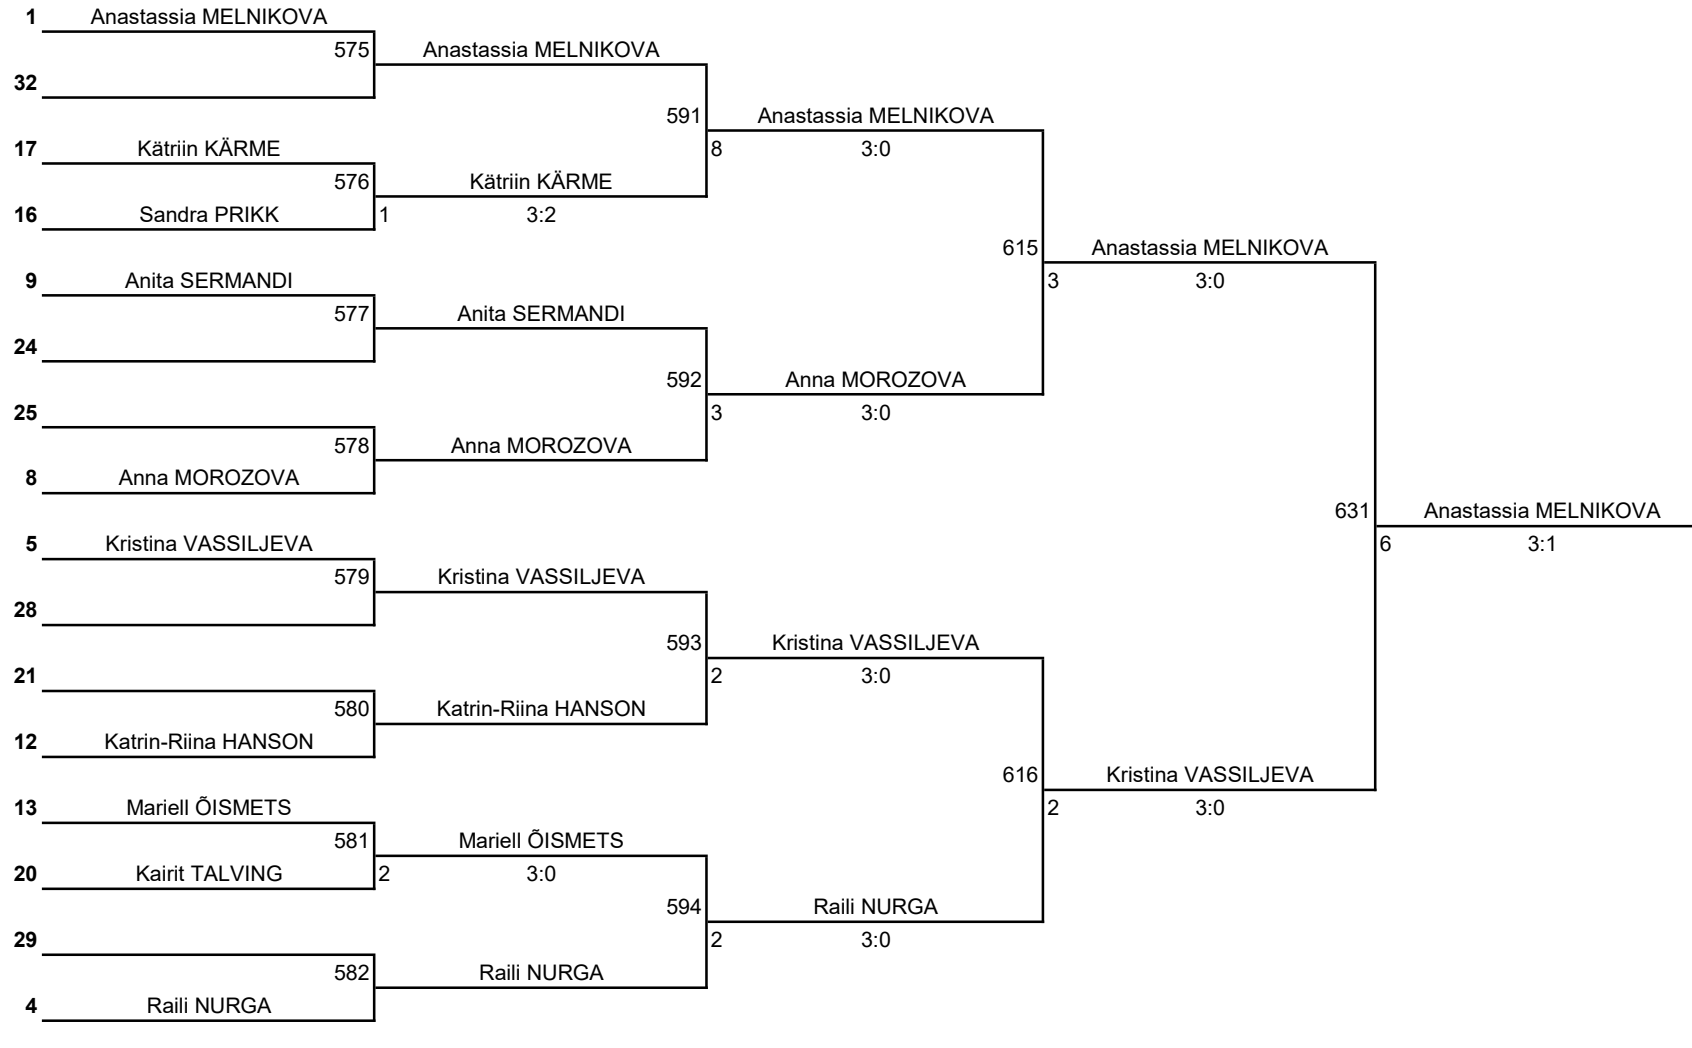 1 Anastassia MELNIKOVA
575 Anastassia MELNIKOVA
32
591 Anastassia MELNIKOVA
17 Kätriin KÄRME 8 3:0
576 Kätriin KÄRME
16 Sandra PRIKK 1 3:2
615 Anastassia MELNIKOVA
9 Anita SERMANDI 3 3:0
577 Anita SERMANDI
24
592 Anna MOROZOVA
25 3 3:0
578 Anna MOROZOVA
8 Anna MOROZOVA
631 Anastassia MELNIKOVA
5 Kristina VASSILJEVA 6 3:1
579 Kristina VASSILJEVA
28
593 Kristina VASSILJEVA
21 2 3:0
580 Katrin-Riina HANSON
12 Katrin-Riina HANSON
616 Kristina VASSILJEVA
13 Mariell ÕISMETS 2 3:0
581 Mariell ÕISMETS
20 Kairit TALVING 2 3:0
594 Raili NURGA
29 2 3:0
582 Raili NURGA
4 Raili NURGA